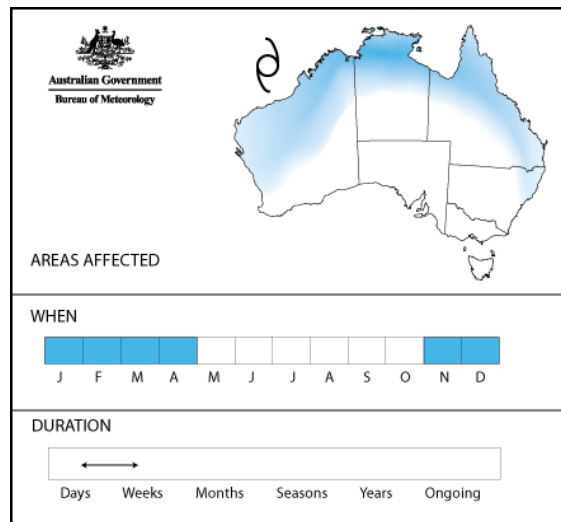 Australian Government
Bureau of Meteorology
AREAS AFFECTED
WHEN
J F M A M J J A S O N D
DURATION
Days Weeks Months Seasons Years Ongoing